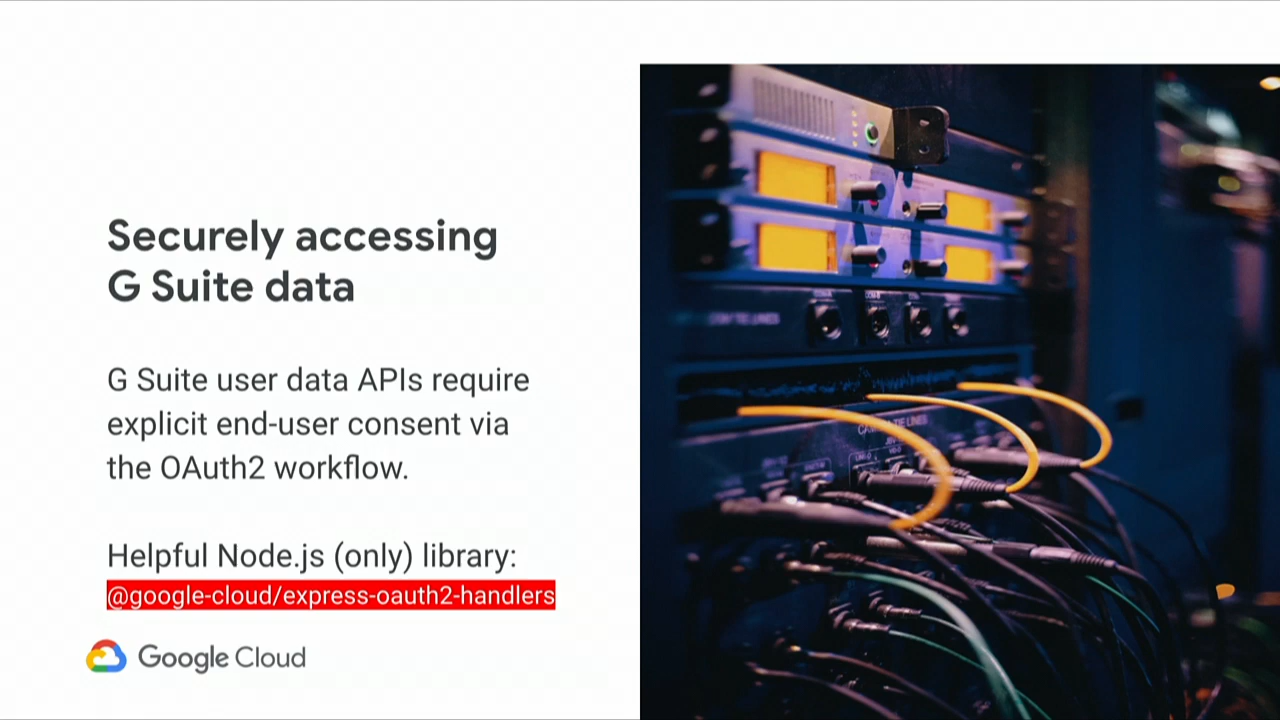 Securely accessing
G Suite data
G Suite user data APIs require
explicit end-user consent via
the OAuth2 workflow.
Helpful Node.js (only) library:
@google-cloud/express-oauth2-handlers
Google Cloud